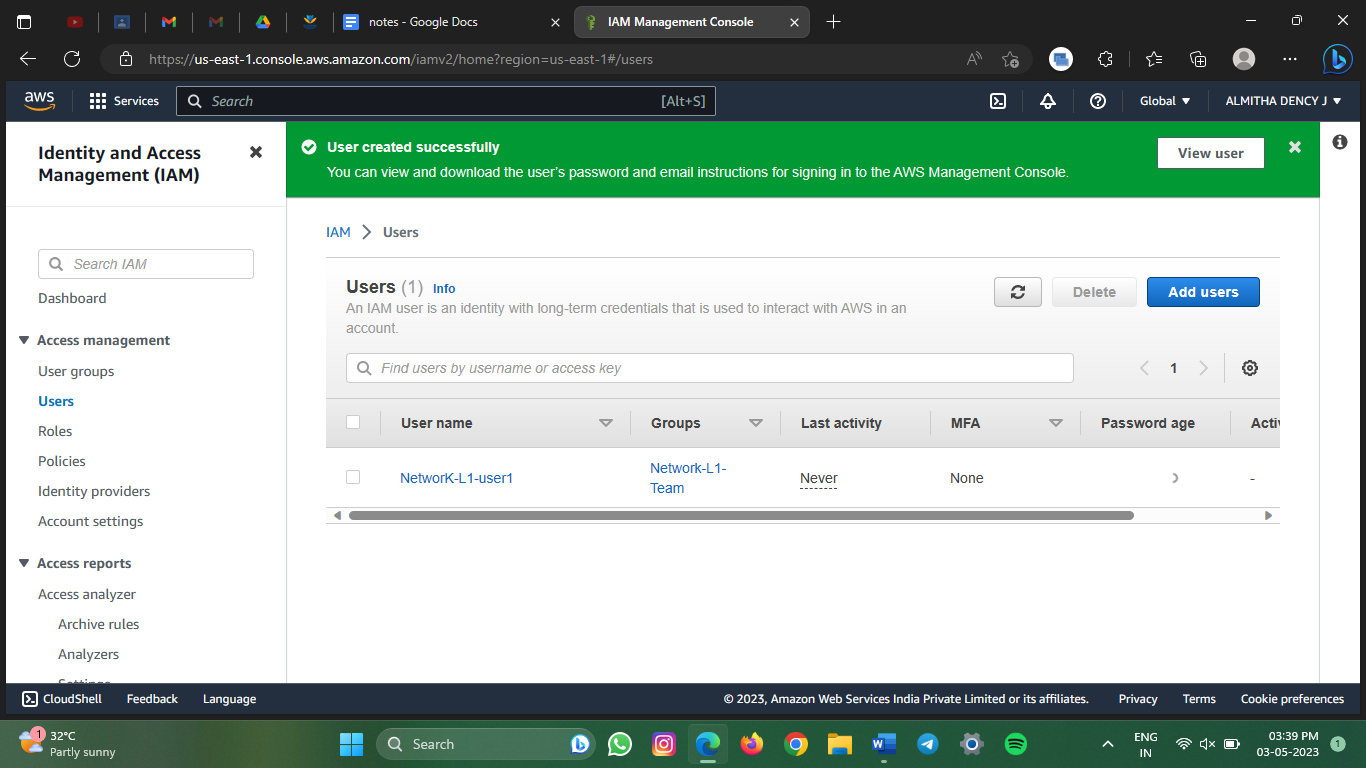 notes - Google Docs
IAM Management Console
https://us-east-1.console.aws.amazon.com/iamv2/home?region=us-east-1#/users
aws
Services
Search
[Alt+S]
Global
ALMITHA DENCY J
Identity and Access
Management (IAM)
Search IAM
Dashboard
Access management
User groups
Users
Roles
Policies
Identity providers
Account settings
Access reports
Access analyzer
Archive rules
Analyzers
Settings
User created successfully
You can view and download the user's password and email instructions for signing in to the AWS Management Console.
View user
IAM > Users
Users (1) Info
An IAM user is an identity with long-term credentials that is used to interact with AWS in an
account.
Delete
Add users
Find users by username or access key
1
User name Groups Last activity MFA Password age Activ
NetworK-L1-user1
Network-L1-
Team
Never
None
-
CloudShell
Feedback
Language
© 2023, Amazon Web Services India Private Limited or its affiliates.
Privacy
Terms
Cookie preferences
1
32°C
Partly sunny
Search
ENG
IN
03:39 PM
03-05-2023
1